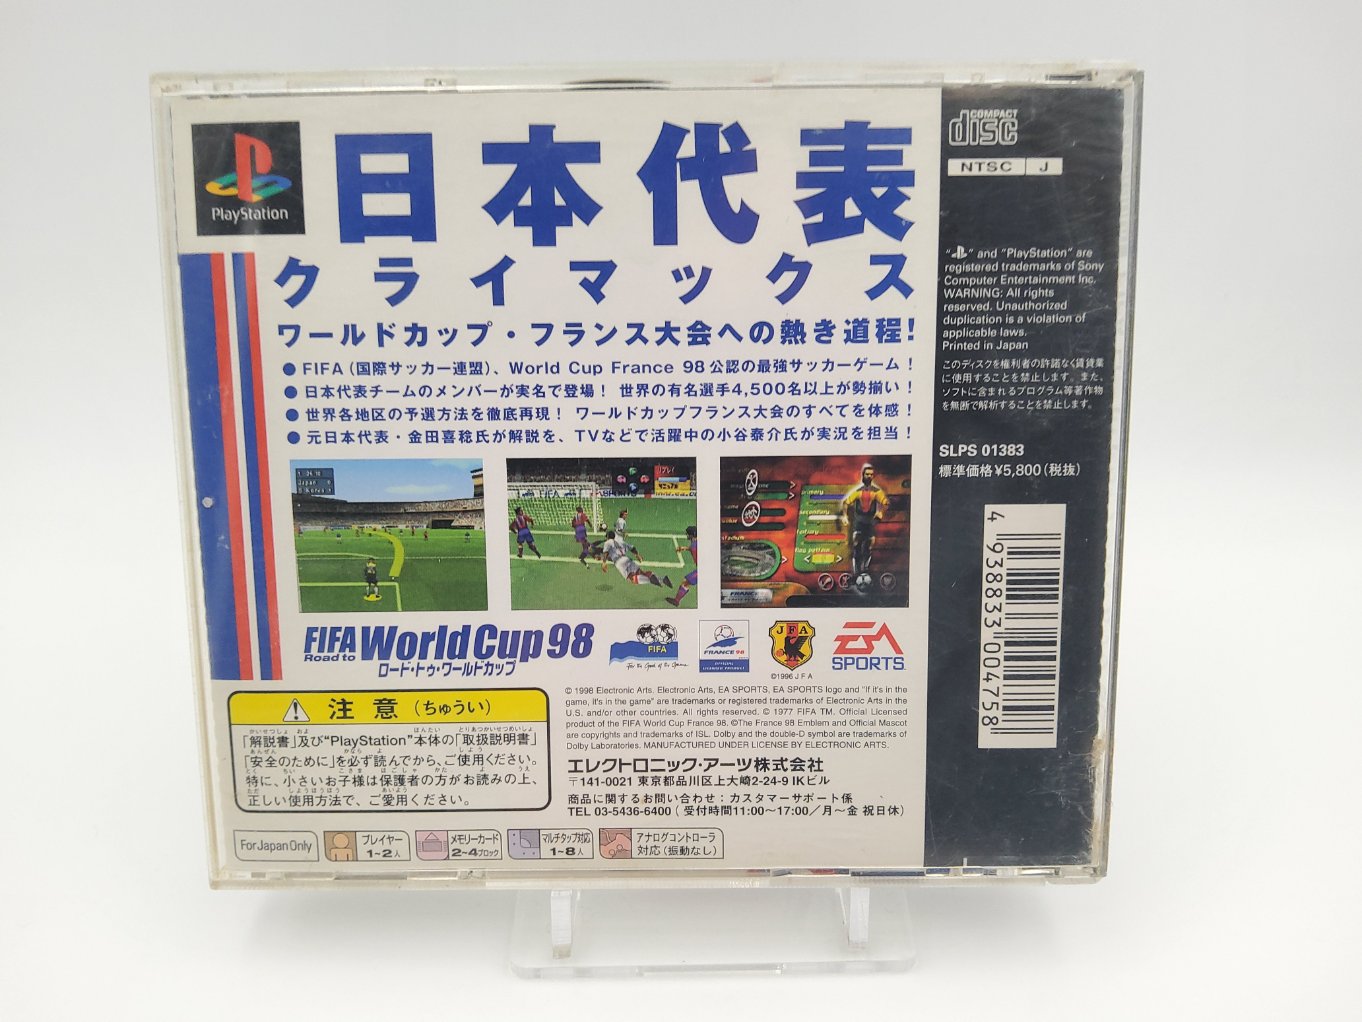 PlayStation
日本代表
クライマックス
ワールドカップ・フランス大会への熱き道程!
●FIFA(国際サッカー連盟)、World Cup France 98公認の最強サッカーゲーム!
●日本代表チームのメンバーが実名で登場! 世界の有名選手4,500名以上が勢揃い!
●世界各地区の予選方法を徹底再現! ワールドカップフランス大会のすべてを体感!
●元日本代表・金田喜稔氏が解説を、TVなどで活躍中の小谷泰介氏が実況を担当!
リプレイ
primary
secondary
FIFA World Cup 98
Road to
ロード・トゥ・ワールドカップ
FIFA
For the Good of the Game
FRANCE 98
JFA
©1996 J F A
EA
SPORTS
© 1998 Electronic Arts. Electronic Arts, EA SPORTS, EA SPORTS logo and "If it's in the
game, it's in the game" are trademarks or registered trademarks of Electronic Arts in the
U.S. and/or other countries. All rights reserved. © 1977 FIFA TM. Official Licensed
product of the FIFA World Cup France 98. ©The France 98 Emblem and Official Mascot
are copyrights and trademarks of ISL. Dolby and the double-D symbol are trademarks of
Dolby Laboratories. MANUFACTURED UNDER LICENSE BY ELECTRONIC ARTS.
エレクトロニック・アーツ株式会社
〒141-0021 東京都品川区上大崎2-24-9 IKビル
商品に関するお問い合わせ:カスタマーサポート係
TEL 03-5436-6400(受付時間11:00〜17:00/月〜金 祝日休)
注意(ちゅうい)
「解説書」及び"PlayStation"本体の「取扱説明書」
「安全のために」を必ず読んでから、ご使用ください。
特に、小さいお子様は保護者の方がお読みの上、
正しい使用方法で、ご愛用ください。
For Japan Only
プレイヤー
1~2人
メモリーカード
2~4ブロック
マルチタップ対応
1~8人
アナログコントローラ
対応(振動なし)
COMPACT
disc
NTSC J
" " and "PlayStation" are
registered trademarks of Sony
Computer Entertainment Inc.
WARNING: All rights
reserved. Unauthorized
duplication is a violation of
applicable laws.
Printed in Japan
このディスクを権利者の許諾なく賃貸業
に使用することを禁止します。また、
ソフトに含まれるプログラム等著作物
を無断で解析することを禁止します。
SLPS 01383
標準価格¥5,800(税抜)
4 938833 004758